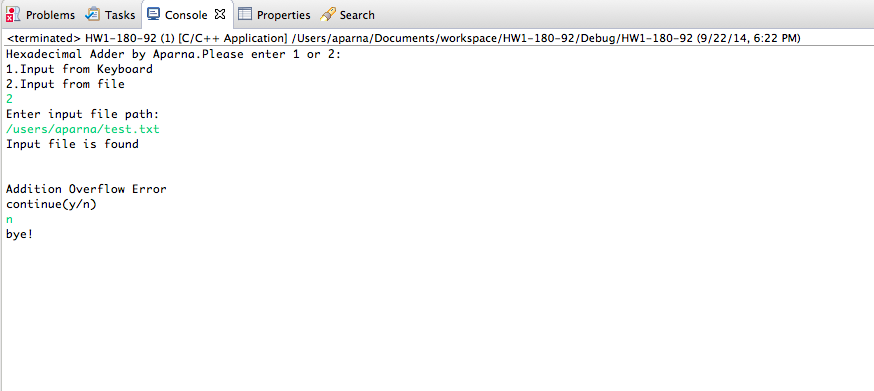 Problems Tasks Console Properties Search
<terminated> HW1-180-92 (1) [C/C++ Application] /Users/aparna/Documents/workspace/HW1-180-92/Debug/HW1-180-92 (9/22/14, 6:22 PM)
Hexadecimal Adder by Aparna.Please enter 1 or 2:
1.Input from Keyboard
2.Input from file
2
Enter input file path:
/users/aparna/test.txt
Input file is found
Addition Overflow Error
continue(y/n)
n
bye!